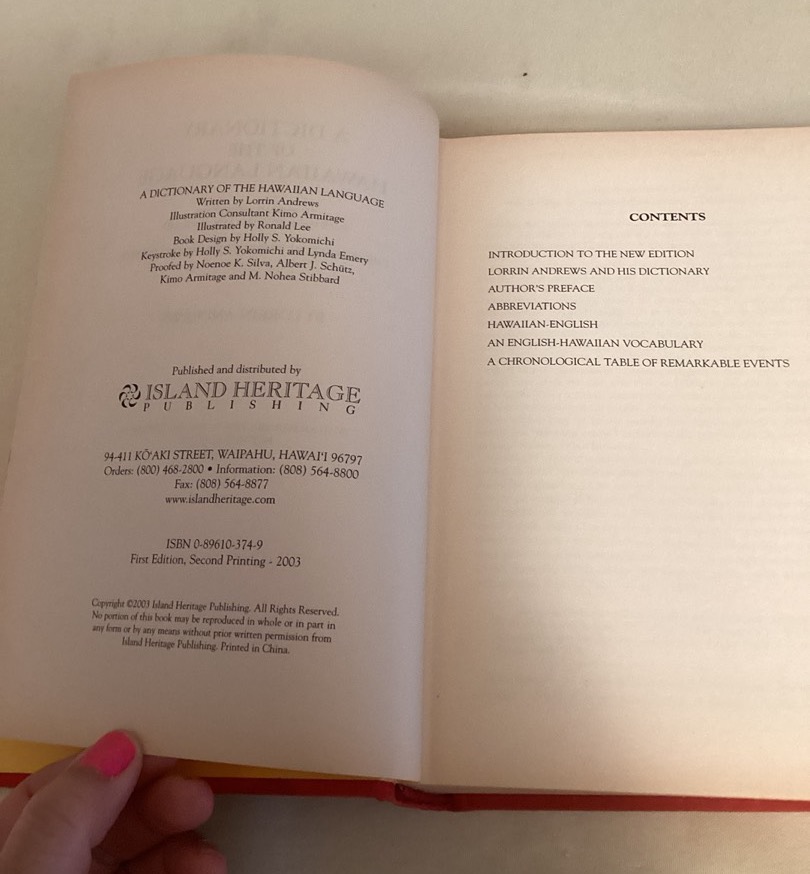 A DICTIONARY OF THE HAWAIIAN LANGUAGE
Written by Lorrin Andrews
Illustration Consultant Kimo Armitage
Illustrated by Ronald Lee
Book Design by Holly S. Yokomichi
Keystroke by Holly S. Yokomichi and Lynda Emery
Proofed by Noenoe K. Silva, Albert J. Schütz,
Kimo Armitage and M. Nohea Stibbard
Published and distributed by
ISLAND HERITAGE
PUBLISHING
94-411 KŌ‘AKI STREET, WAIPAHU, HAWAI‘I 96797
Orders: (800) 468-2800 • Information: (808) 564-8800
Fax: (808) 564-8877
www.islandheritage.com
ISBN 0-89610-374-9
First Edition, Second Printing - 2003
Copyright ©2003 Island Heritage Publishing. All Rights Reserved.
No portion of this book may be reproduced in whole or in part in
any form or by any means without prior written permission from
Island Heritage Publishing. Printed in China.
CONTENTS
INTRODUCTION TO THE NEW EDITION
LORRIN ANDREWS AND HIS DICTIONARY
AUTHOR'S PREFACE
ABBREVIATIONS
HAWAIIAN-ENGLISH
AN ENGLISH-HAWAIIAN VOCABULARY
A CHRONOLOGICAL TABLE OF REMARKABLE EVENTS